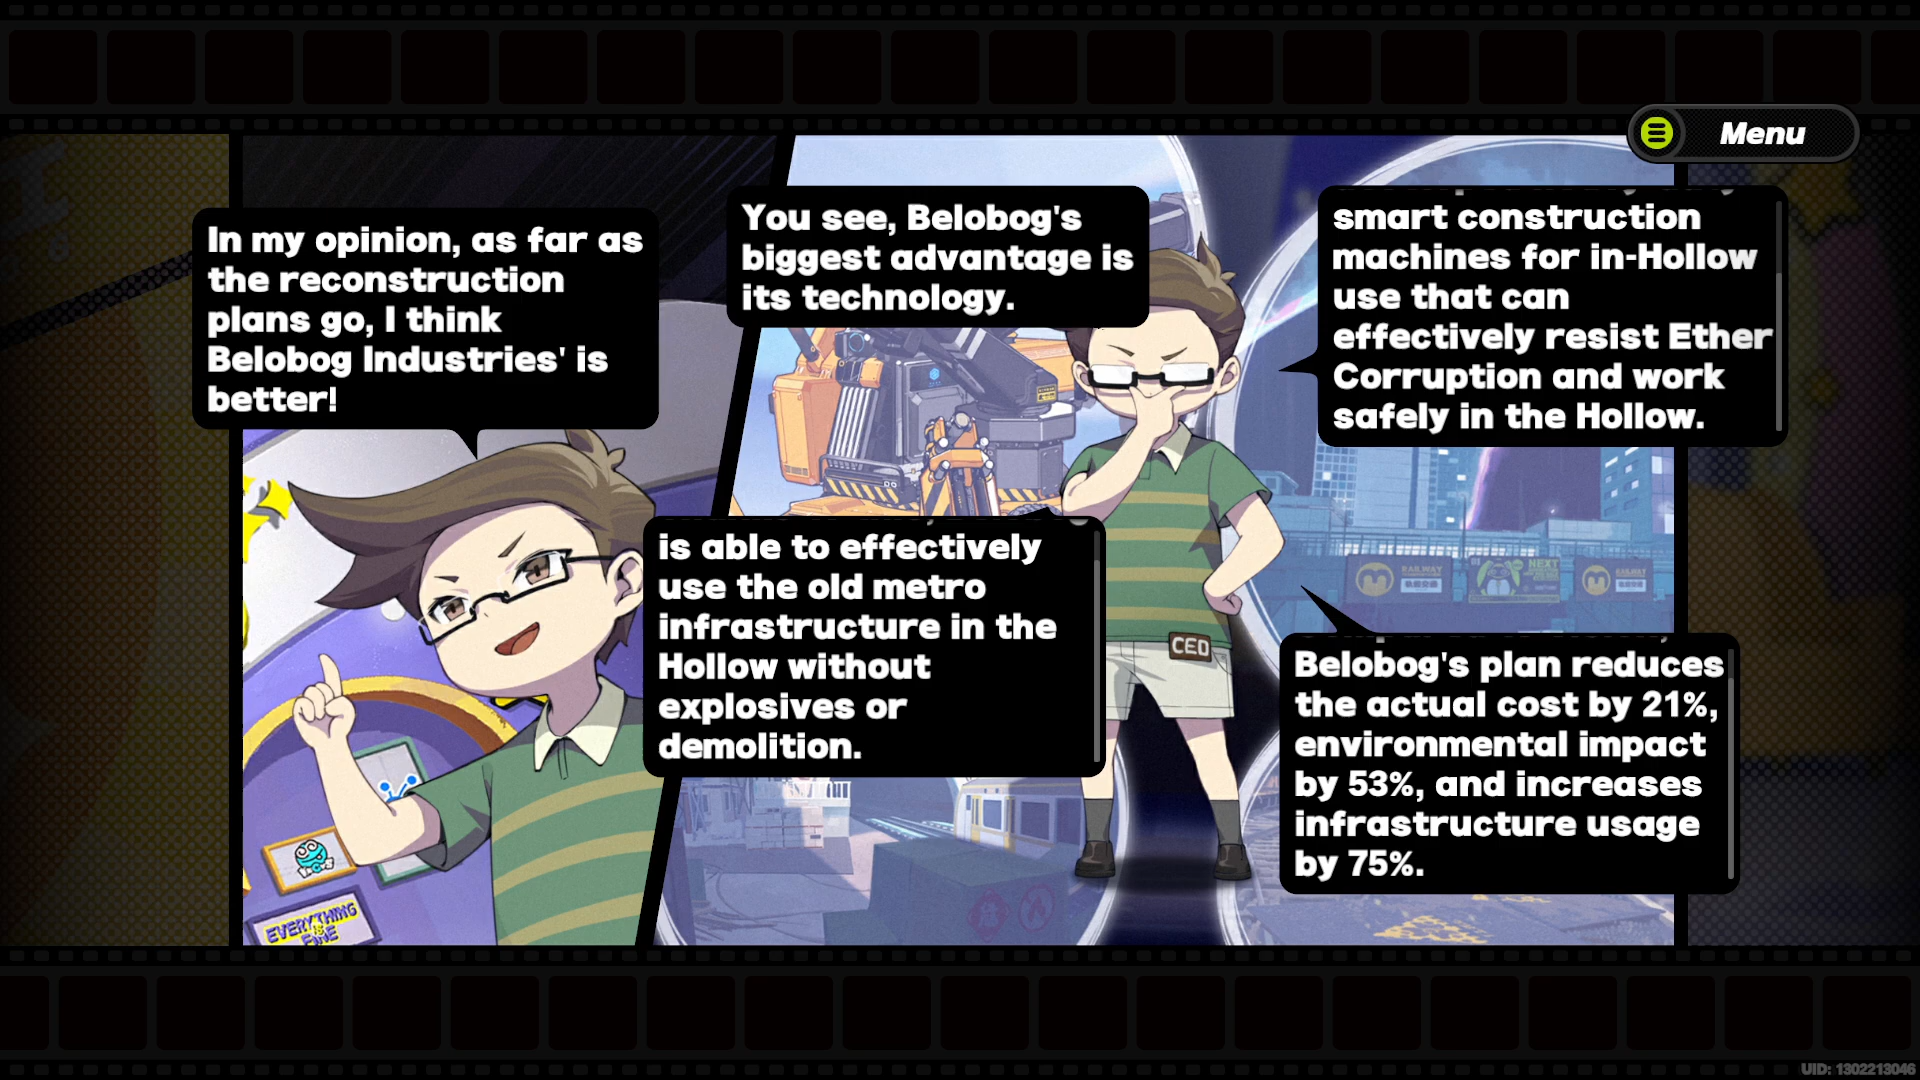 Menu
In my opinion, as far as
the reconstruction
plans go, I think
Belobog Industries' is
better!
You see, Belobog's
biggest advantage is
its technology.
smart construction
machines for in-Hollow
use that can
effectively resist Ether
Corruption and work
safely in the Hollow.
is able to effectively
use the old metro
infrastructure in the
Hollow without
explosives or
demolition.
Belobog's plan reduces
the actual cost by 21%,
environmental impact
by 53%, and increases
infrastructure usage
by 75%.
CEO
RAILWAY
NEXT
RAILWAY
EVERYTHING
IS
FINE
UID: 1302213046